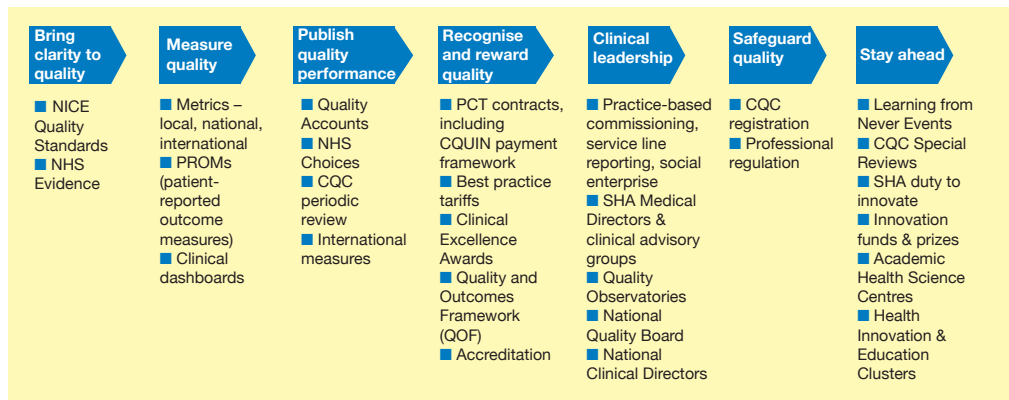 Bring
clarity to
quality
■ NICE
Quality
Standards
■ NHS
Evidence
Measure
quality
■ Metrics –
local, national,
international
■ PROMs
(patient-
reported
outcome
measures)
■ Clinical
dashboards
Publish
quality
performance
■ Quality
Accounts
■ NHS
Choices
■ CQC
periodic
review
■ International
measures
Recognise
and reward
quality
■ PCT contracts,
including
CQUIN payment
framework
■ Best practice
tariffs
■ Clinical
Excellence
Awards
■ Quality and
Outcomes
Framework
(QOF)
■ Accreditation
Clinical
leadership
■ Practice-based
commissioning,
service line
reporting, social
enterprise
■ SHA Medical
Directors &
clinical advisory
groups
■ Quality
Observatories
■ National
Quality Board
■ National
Clinical Directors
Safeguard
quality
■ CQC
registration
■ Professional
regulation
Stay ahead
■ Learning from
Never Events
■ CQC Special
Reviews
■ SHA duty to
innovate
■ Innovation
funds & prizes
■ Academic
Health Science
Centres
■ Health
Innovation &
Education
Clusters